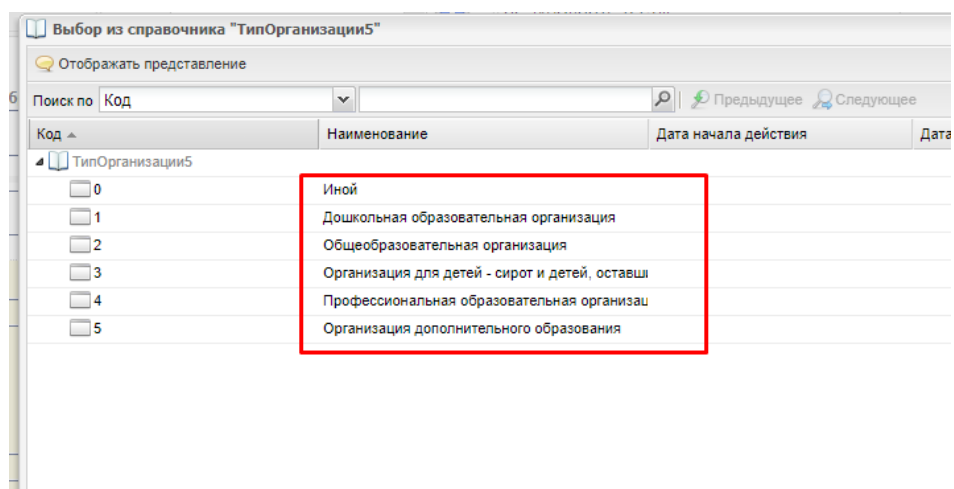 Выбор из справочника "ТипОрганизации5"
Отображать представление
Поиск по Код Предыдущее Следующее
Код Наименование Дата начала действия Дата
ТипОрганизации5
0 Иной
1 Дошкольная образовательная организация
2 Общеобразовательная организация
3 Организация для детей - сирот и детей, оставши
4 Профессиональная образовательная организац
5 Организация дополнительного образования